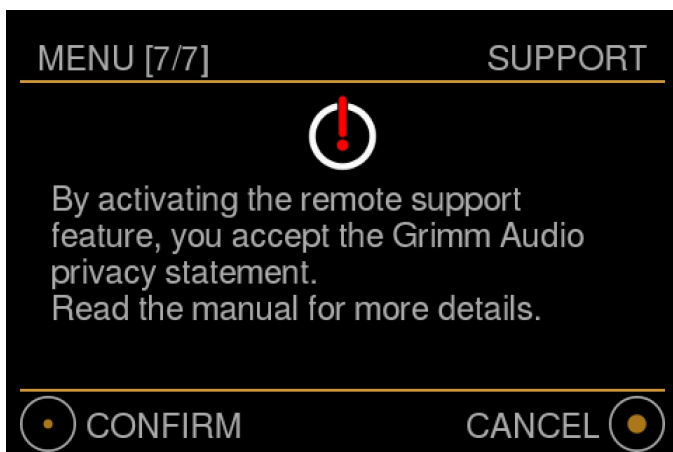 MENU [7/7] SUPPORT
By activating the remote support
feature, you accept the Grimm Audio
privacy statement.
Read the manual for more details.
CONFIRM CANCEL